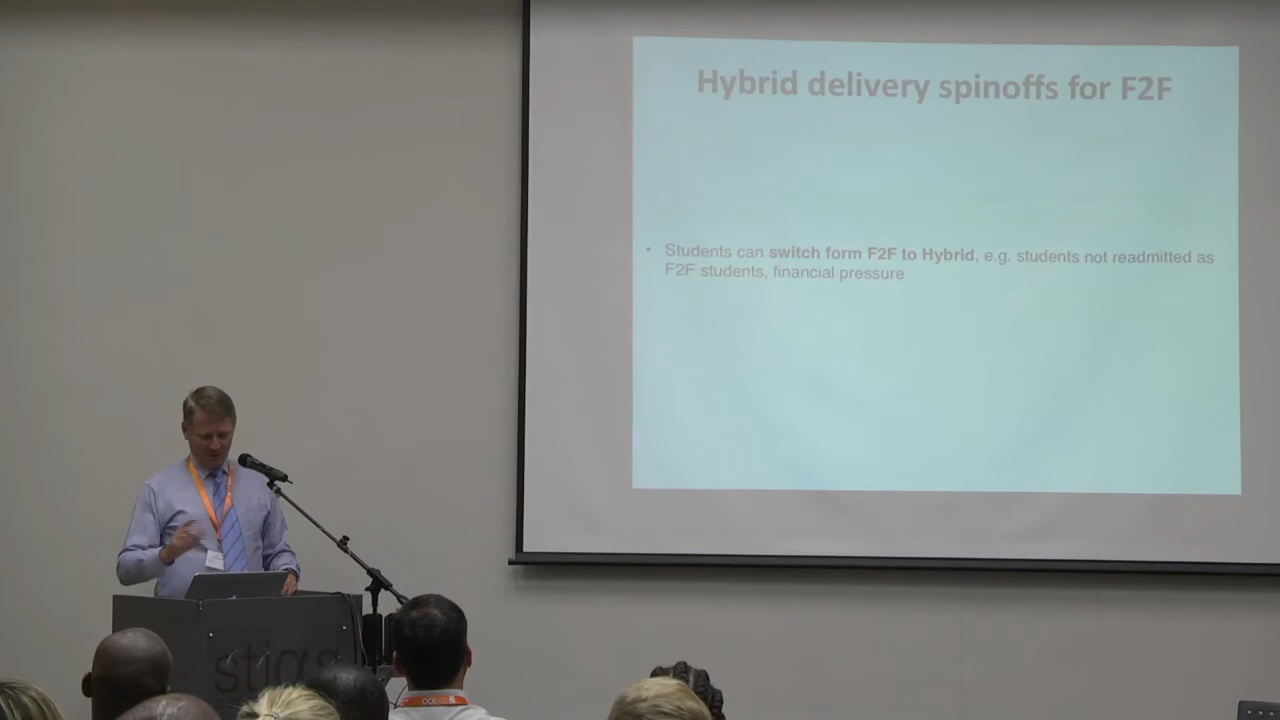 Hybrid delivery spinoffs for F2F
• Students can switch form F2F to Hybrid, e.g. students not readmitted as
F2F students, financial pressure
stias